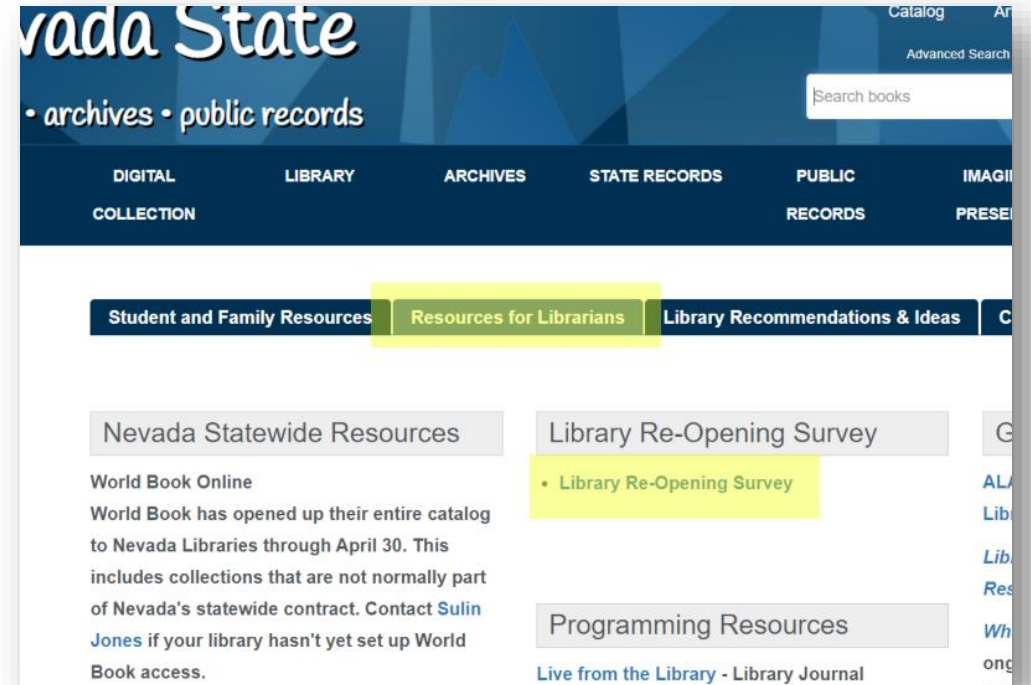 vada State
Catalog
Advanced Search
• archives • public records
Search books
DIGITAL COLLECTION
LIBRARY
ARCHIVES
STATE RECORDS
PUBLIC RECORDS
Student and Family Resources
Resources for Librarians
Library Recommendations & Ideas
Nevada Statewide Resources
World Book Online
World Book has opened up their entire catalog
to Nevada Libraries through April 30. This
includes collections that are not normally part
of Nevada's statewide contract. Contact Sulin
Jones if your library hasn't yet set up World
Book access.
Library Re-Opening Survey
• Library Re-Opening Survey
Programming Resources
Live from the Library - Library Journal